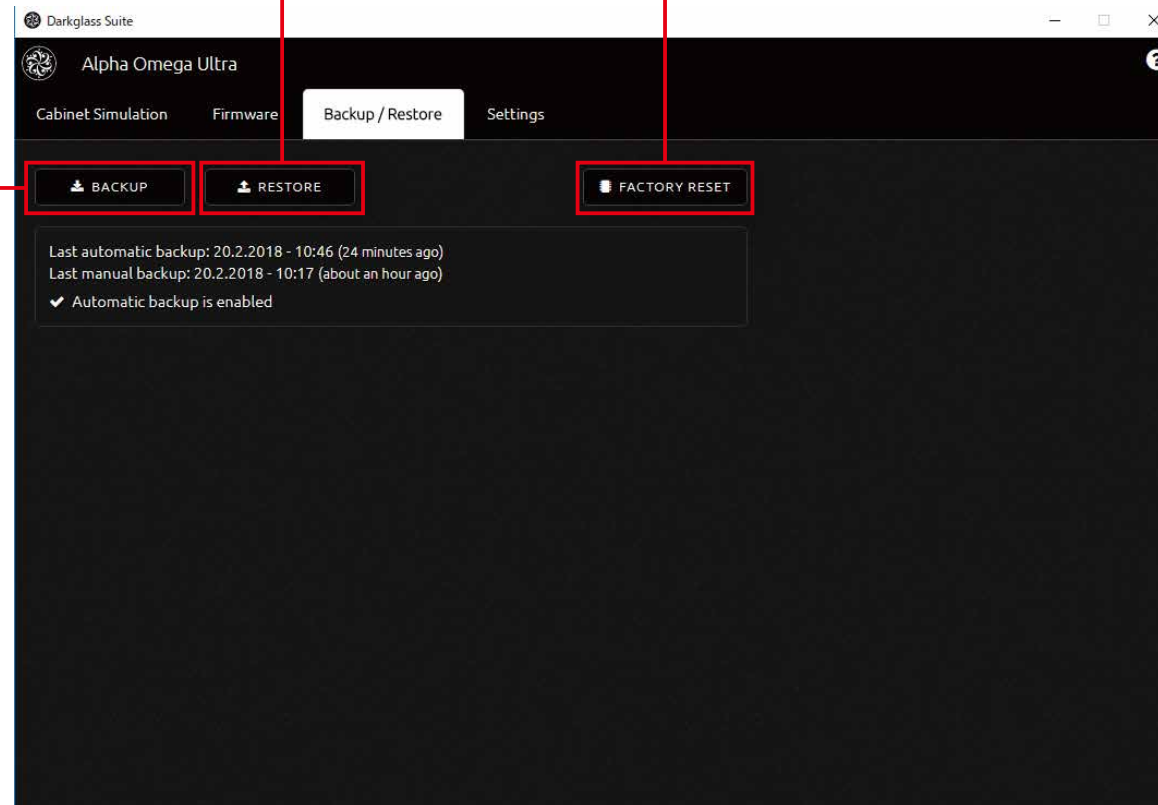 Darkglass Suite
Alpha Omega Ultra
Cabinet Simulation Firmware Backup / Restore Settings
BACKUP RESTORE FACTORY RESET
Last automatic backup: 20.2.2018 - 10:46 (24 minutes ago)
Last manual backup: 20.2.2018 - 10:17 (about an hour ago)
Automatic backup is enabled